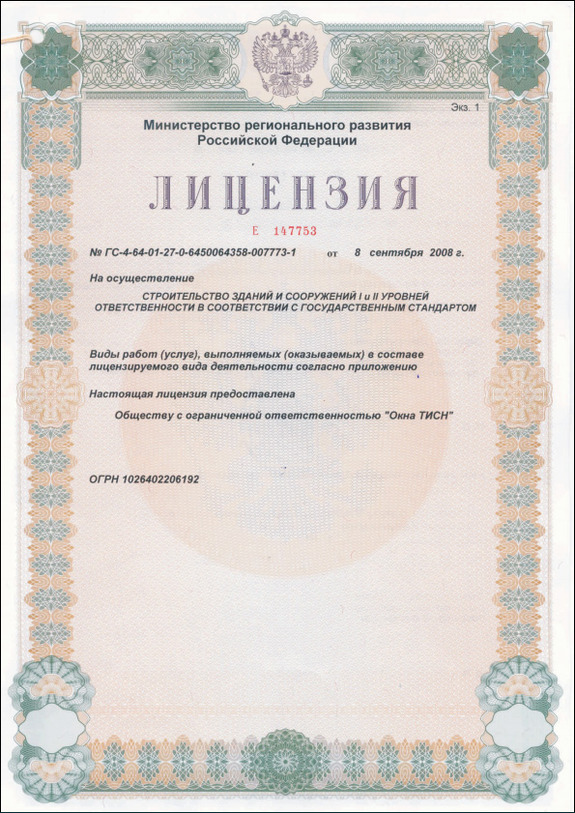 Экз. 1
Министерство регионального развития
Российской Федерации
ЛИЦЕНЗИЯ
Е 147753
№ ГС-4-64-01-27-0-6450064358-007773-1 от 8 сентября 2008 г.
На осуществление
СТРОИТЕЛЬСТВО ЗДАНИЙ И СООРУЖЕНИЙ I и II УРОВНЕЙ
ОТВЕТСТВЕННОСТИ В СООТВЕТСТВИИ С ГОСУДАРСТВЕННЫМ СТАНДАРТОМ
Виды работ (услуг), выполняемых (оказываемых) в составе
лицензируемого вида деятельности согласно приложению
Настоящая лицензия предоставлена
Обществу с ограниченной ответственностью "Окна ТИСН"
ОГРН 1026402206192